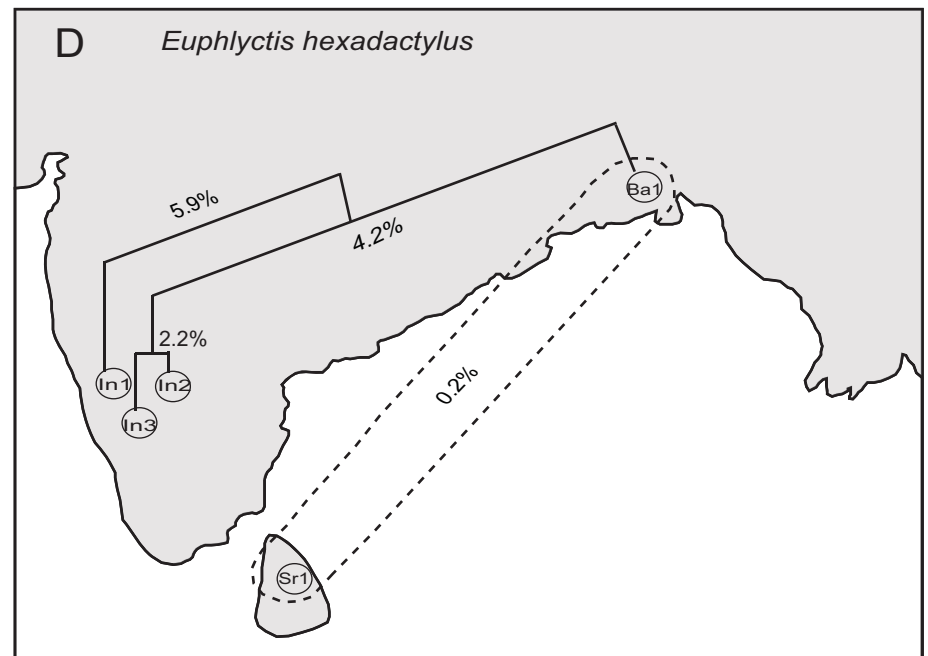 D Euphlyctis hexadactylus
5.9%
Ba1
4.2%
2.2%
In1
In2
In3
0.2%
Sr1